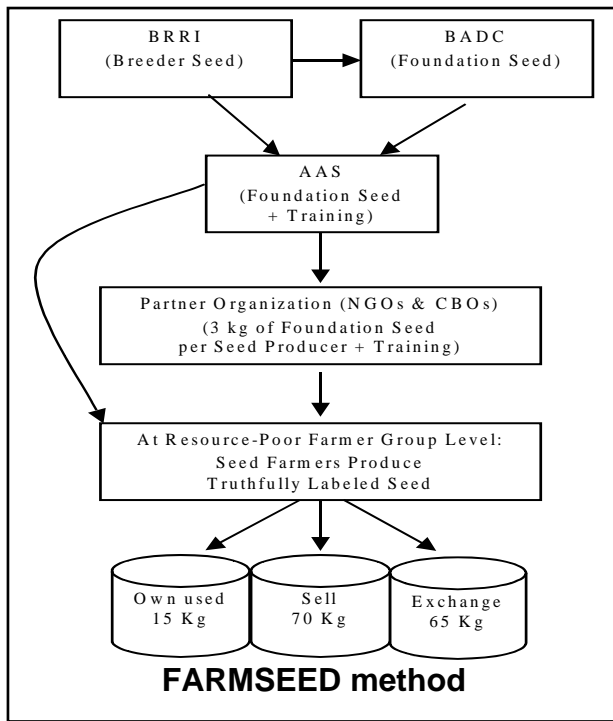 BRRI
(Breeder Seed)
BADC
(Foundation Seed)
AAS
(Foundation Seed
+ Training)
Partner Organization (NGOs & CBOs)
(3 kg of Foundation Seed
per Seed Producer + Training)
At Resource-Poor Farmer Group Level:
Seed Farmers Produce
Truthfully Labeled Seed
Own used
15 Kg
Sell
70 Kg
Exchange
65 Kg
FARMSEED method